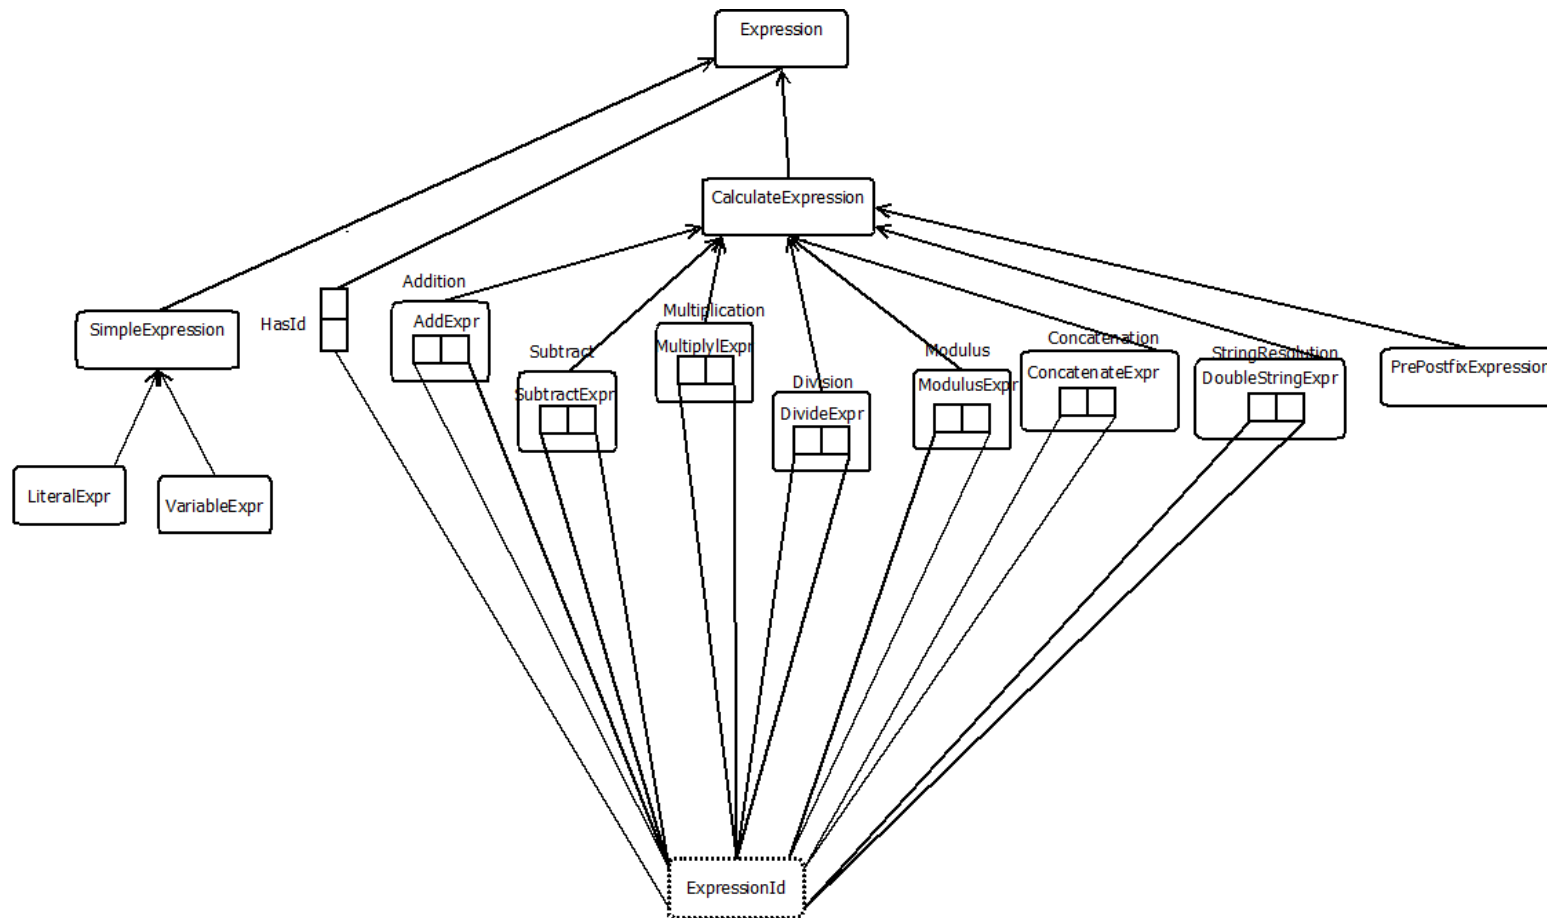 Expression
CalculateExpression
Addition
HasId
AddExpr
SimpleExpression
Multiplication
MultiplylExpr
Subtract
SubtractExpr
Division
DivideExpr
Modulus
ModulusExpr
Concatenation
ConcatenateExpr
StringResolution
DoubleStringExpr
PrePostfixExpression
LiteralExpr
VariableExpr
ExpressionId